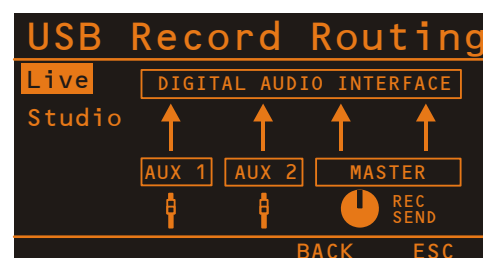 USB Record Routing
Live
DIGITAL AUDIO INTERFACE
Studio
AUX 1 AUX 2 MASTER
REC
SEND
BACK ESC